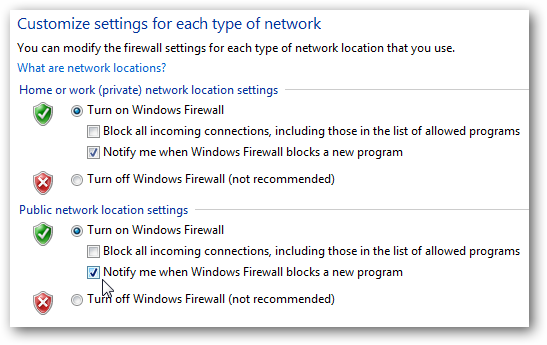 Customize settings for each type of network
You can modify the firewall settings for each type of network location that you use.
What are network locations?
Home or work (private) network location settings
Turn on Windows Firewall
Block all incoming connections, including those in the list of allowed programs
Notify me when Windows Firewall blocks a new program
Turn off Windows Firewall (not recommended)
Public network location settings
Turn on Windows Firewall
Block all incoming connections, including those in the list of allowed programs
Notify me when Windows Firewall blocks a new program
Turn off Windows Firewall (not recommended)